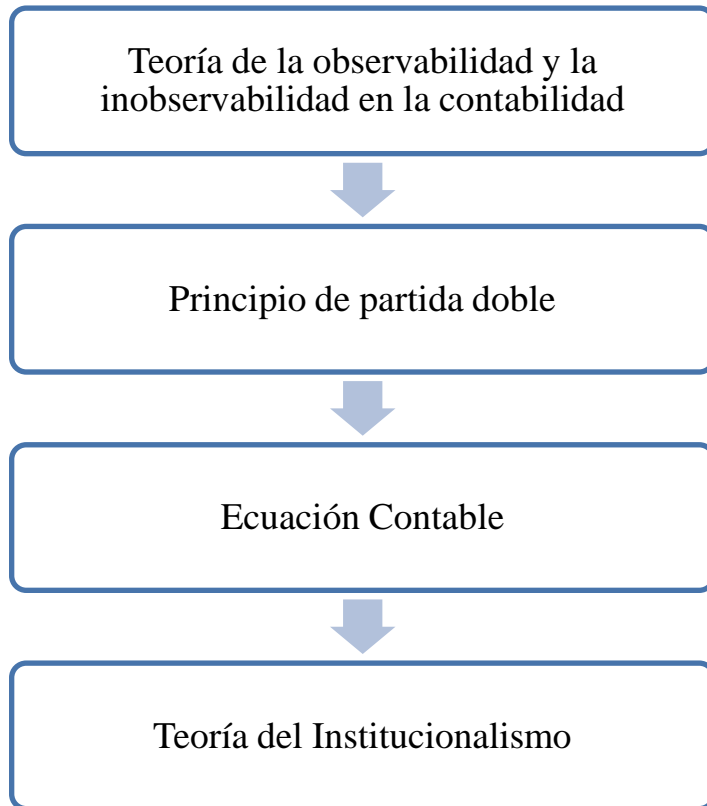 Teoría de la observabilidad y la
inobservabilidad en la contabilidad
Principio de partida doble
Ecuación Contable
Teoría del Institucionalismo